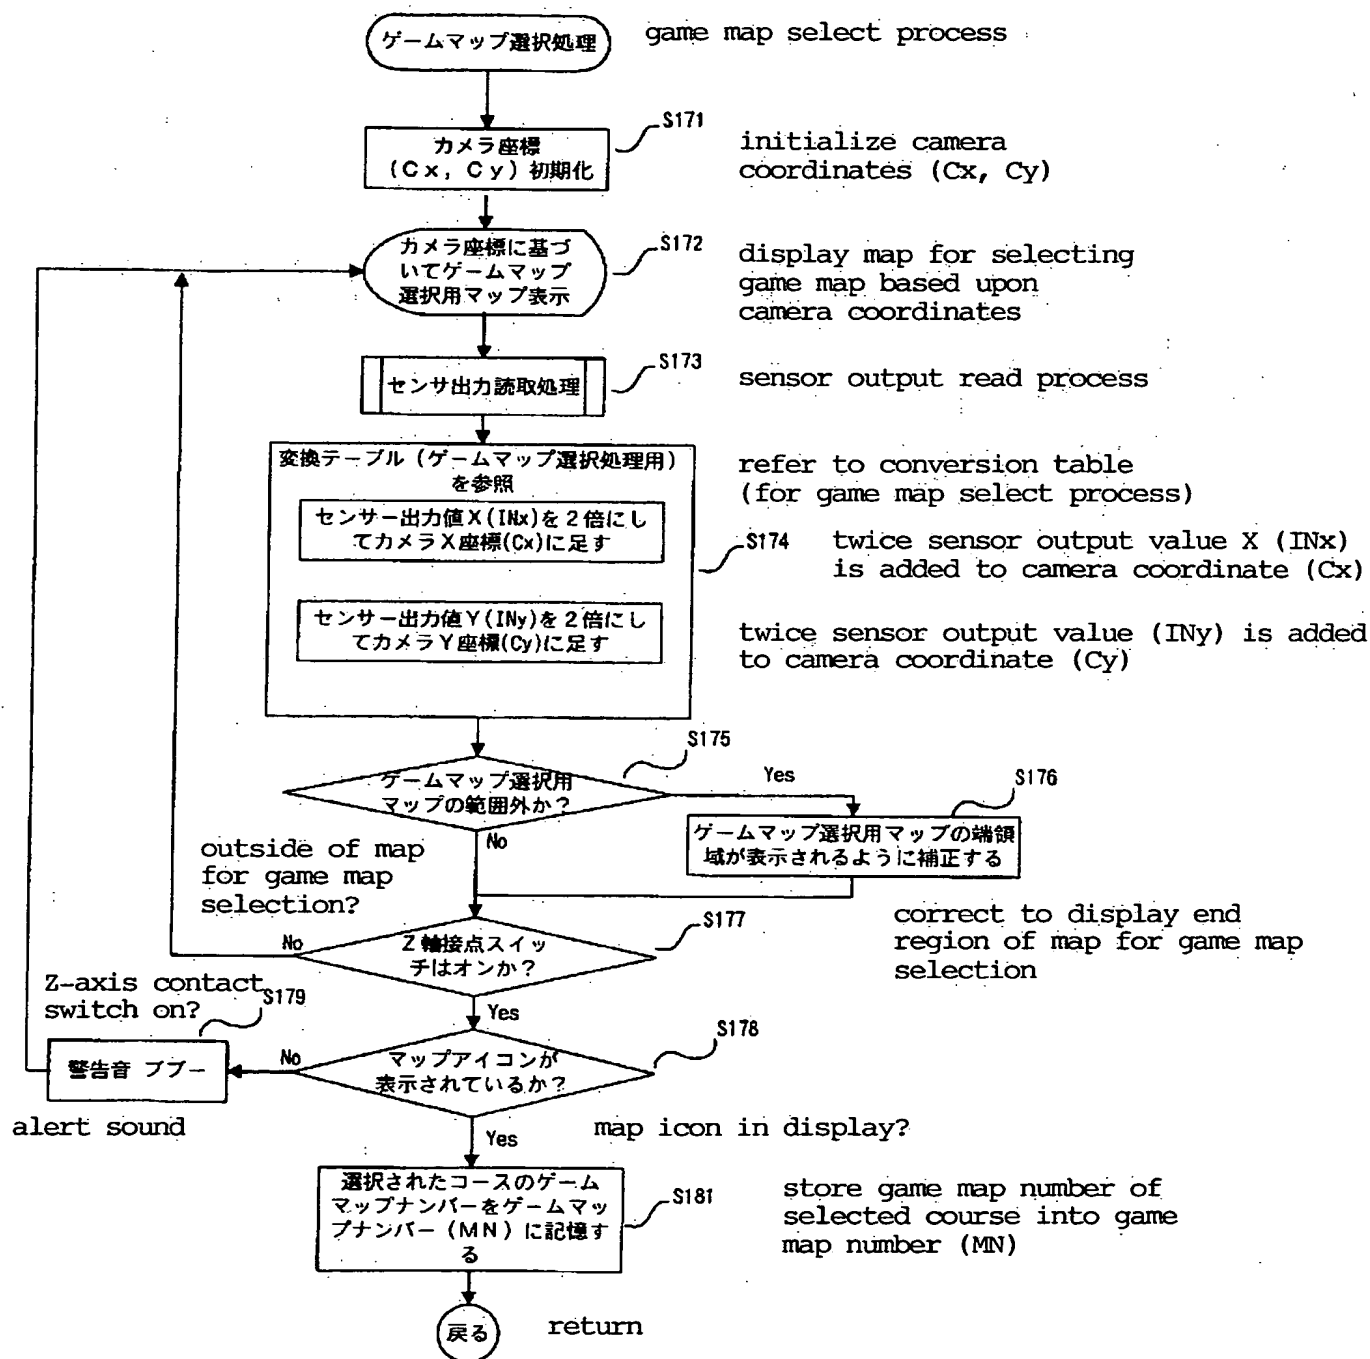 ゲームマップ選択処理
game map select process
S171
カメラ座標
(Cx, Cy) 初期化
initialize camera
coordinates (Cx, Cy)
カメラ座標に基づ
いてゲームマップ
選択用マップ表示
S172
display map for selecting
game map based upon
camera coordinates
センサ出力読取処理
S173
sensor output read process
変換テーブル (ゲームマップ選択処理用)
を参照
refer to conversion table
(for game map select process)
センサー出力値X(INx)を2倍にし
てカメラX座標(Cx)に足す
S174
twice sensor output value X (INx)
is added to camera coordinate (Cx)
センサー出力値Y(INy)を2倍にし
てカメラY座標(Cy)に足す
twice sensor output value (INy) is added
to camera coordinate (Cy)
S175
ゲームマップ選択用
マップの範囲外か?
Yes
S176
No
ゲームマップ選択用マップの端領
域が表示されるように補正する
outside of map
for game map
selection?
correct to display end
region of map for game map
selection
S177
No
Z軸接点スイッ
チはオンか?
Z-axis contact
switch on?
Yes
S179
S178
警告音 ブブー
No
マップアイコンが
表示されているか?
alert sound
Yes
map icon in display?
選択されたコースのゲーム
マップナンバーをゲームマッ
プナンバー (MN) に記憶す
る
S181
store game map number of
selected course into game
map number (MN)
戻る
return